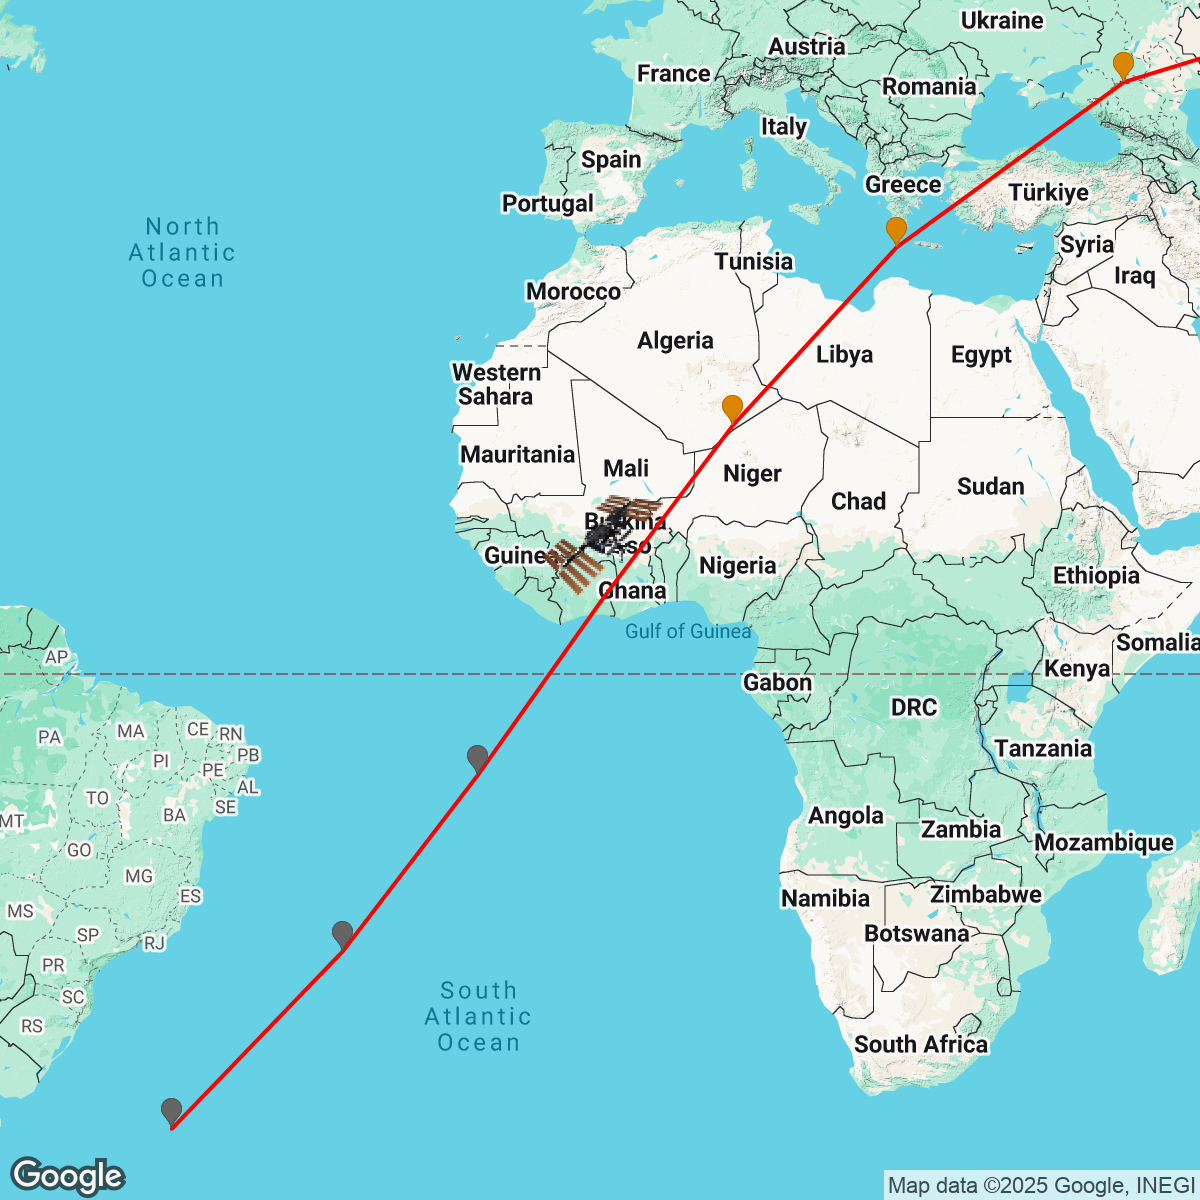 Ukraine
Austria
France
Romania
Italy
Spain
Greece
Portugal
Türkiye
North
Atlantic
Ocean
Syria
Tunisia
Iraq
Morocco
Algeria
Libya
Egypt
Western
Sahara
Mauritania
Mali
Niger
Chad
Sudan
Nigeria
Ethiopia
Ghana
Gulf of Guinea
Somalia
AP
Kenya
Gabon
DRC
PA
MA
CE
RN
PI
PB
PE
Tanzania
TO
AL
SE
BA
MT
Angola
Zambia
Mozambique
GO
MG
ES
Namibia
Zimbabwe
MS
SP
RJ
Botswana
PR
SC
South
Atlantic
Ocean
RS
South Africa
Google
Map data ©2025 Google, INEGI